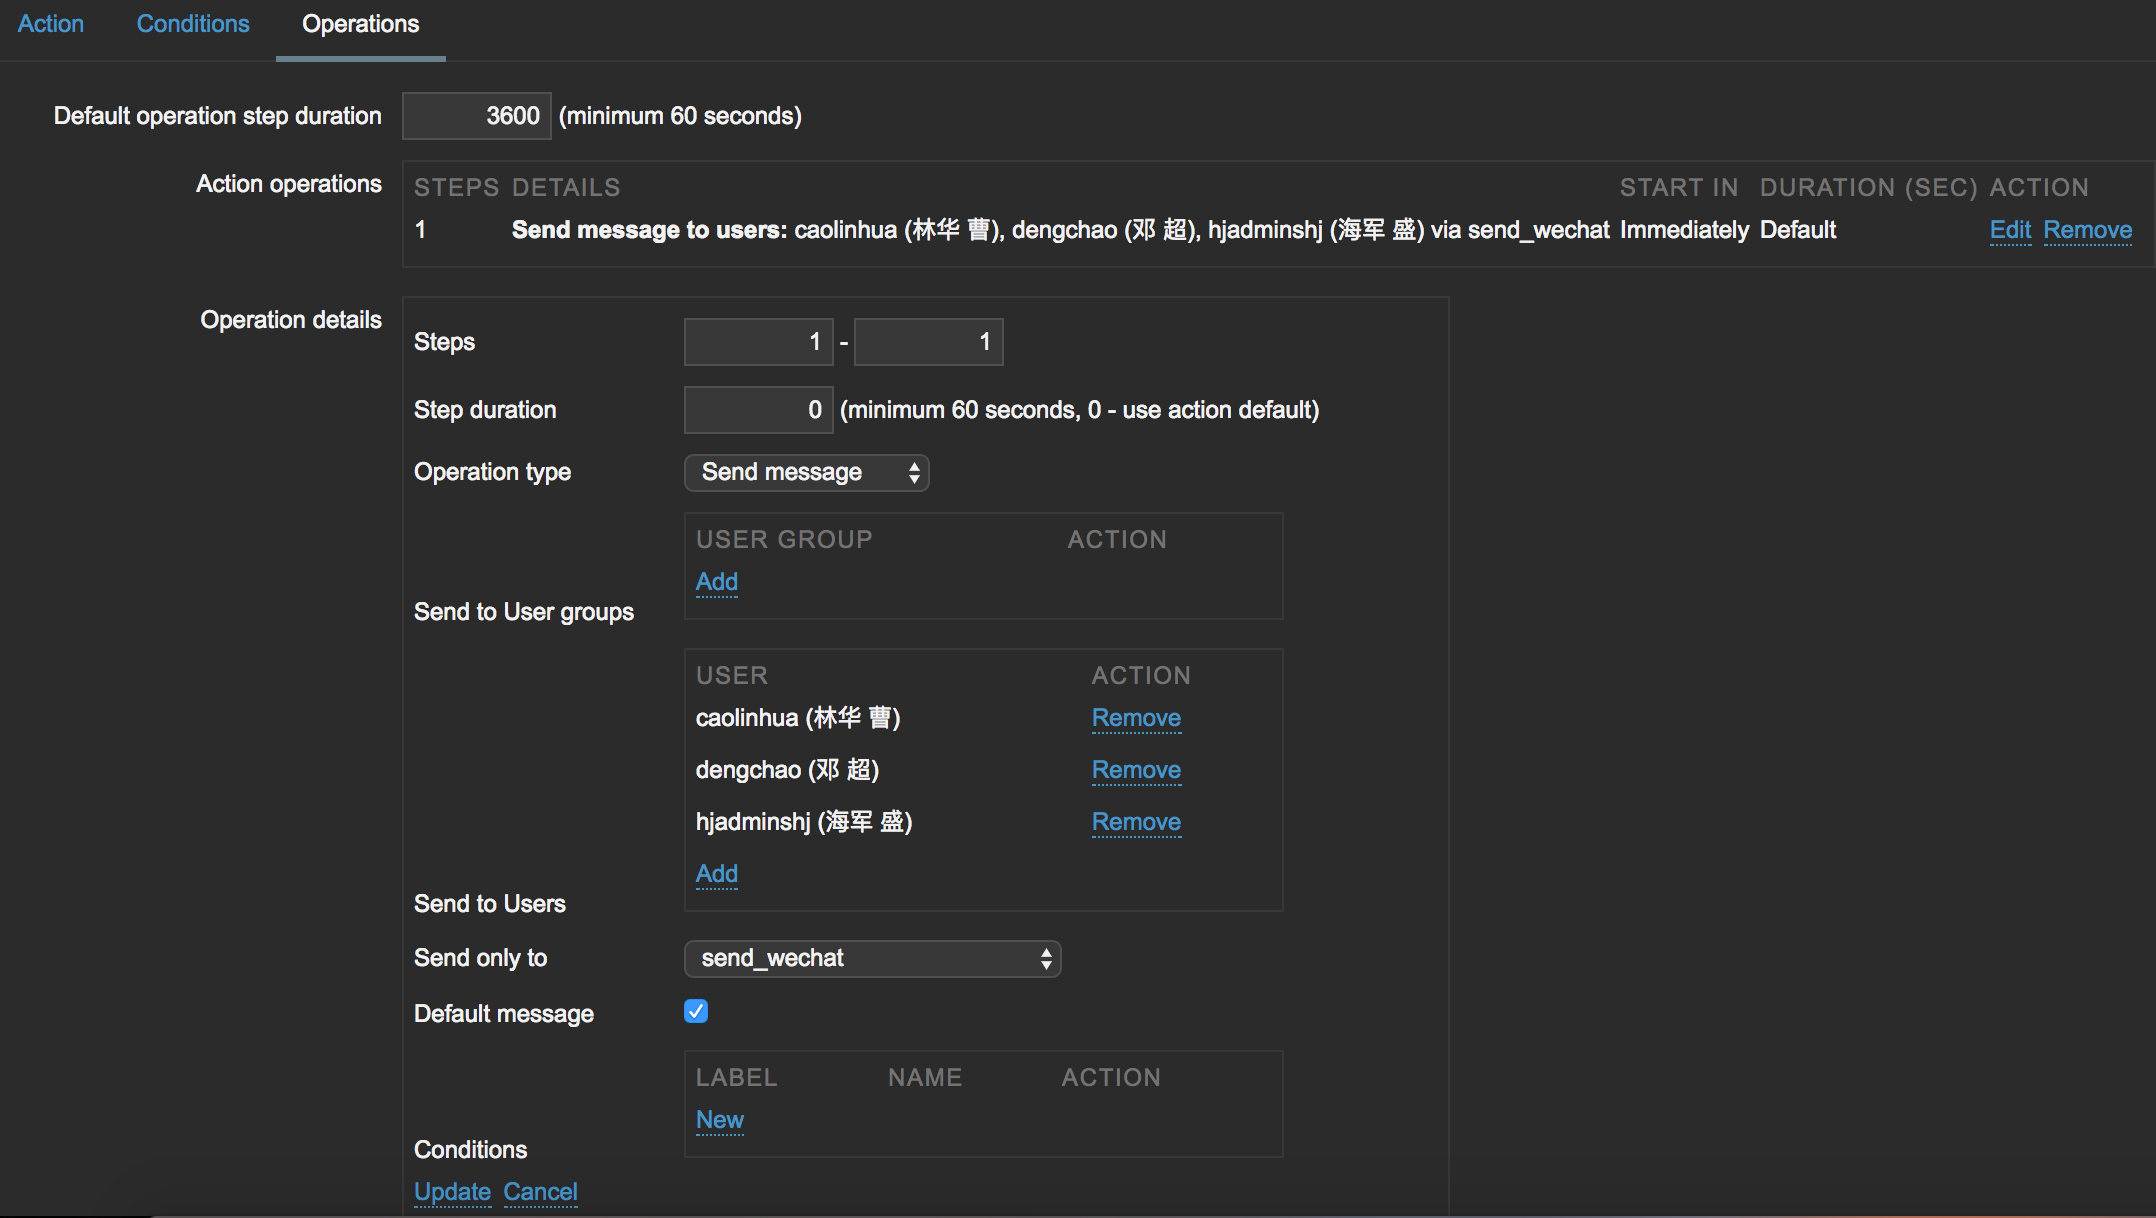 Action Conditions Operations
Default operation step duration 3600 (minimum 60 seconds)
Action operations STEPS DETAILS START IN DURATION (SEC) ACTION
1 Send message to users: caolinhua (林华 曹), dengchao (邓 超), hjadminshj (海军 盛) via send_wechat Immediately Default Edit Remove
Operation details
Steps 1 - 1
Step duration 0 (minimum 60 seconds, 0 - use action default)
Operation type Send message
USER GROUP ACTION
Add
Send to User groups
USER ACTION
caolinhua (林华 曹) Remove
dengchao (邓 超) Remove
hjadminshj (海军 盛) Remove
Add
Send to Users
Send only to send_wechat
Default message
LABEL NAME ACTION
New
Conditions
Update Cancel